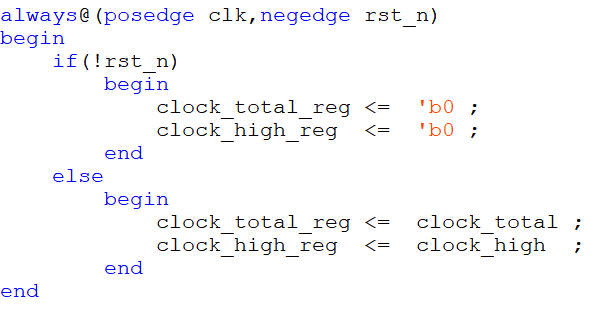 always@(posedge clk,negedge rst_n)
begin
    if(!rst_n)
        begin
            clock_total_reg <=  'b0 ;
            clock_high_reg  <=  'b0 ;
        end
    else
        begin
            clock_total_reg <=  clock_total ;
            clock_high_reg  <=  clock_high  ;
        end
end